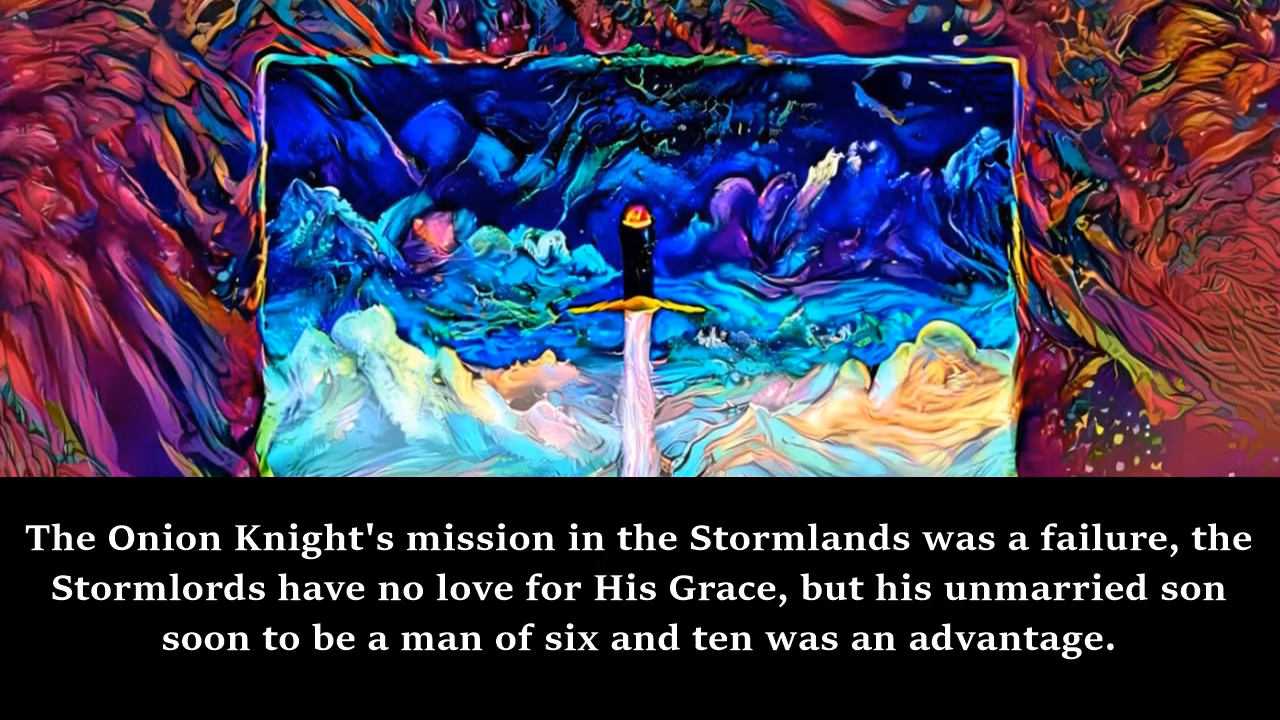 The Onion Knight's mission in the Stormlands was a failure, the
Stormlords have no love for His Grace, but his unmarried son
soon to be a man of six and ten was an advantage.